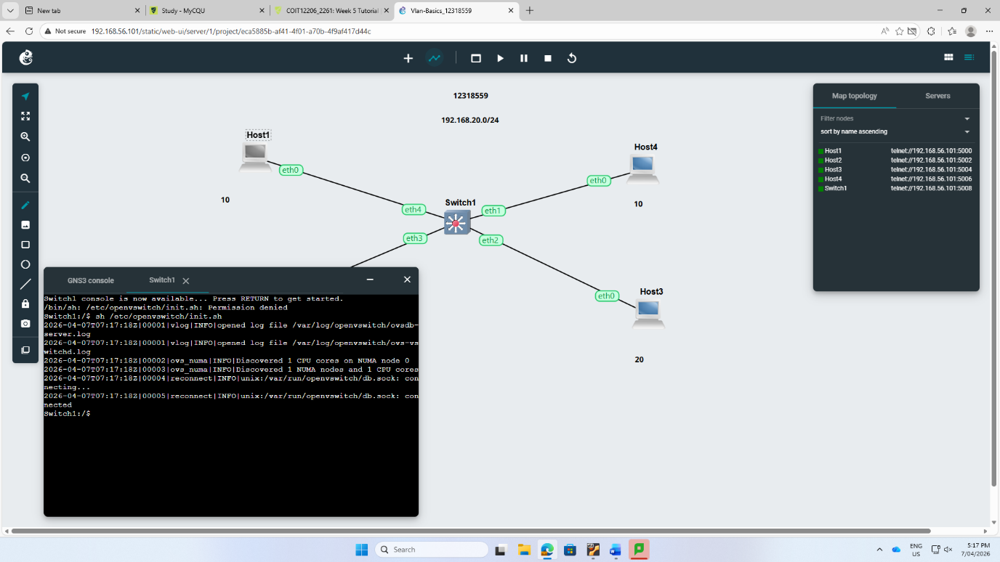 New tab
Study - MyCQU
COIT12206_2261: Week 5 Tutorial
Vlan-Basics_12318559
Not secure
192.168.56.101/static/web-ui/server/1/project/eca5885b-af41-4f01-a70b-4f9af417d44c
12318559
192.168.20.0/24
Host1
eth0
10
Host4
eth0
10
Switch1
eth4
eth1
eth3
eth2
Host3
eth0
20
Map topology
Servers
Filter nodes
sort by name ascending
Host1 telnet://192.168.56.101:5000
Host2 telnet://192.168.56.101:5002
Host3 telnet://192.168.56.101:5004
Host4 telnet://192.168.56.101:5006
Switch1 telnet://192.168.56.101:5008
GNS3 console
Switch1
Switch1 console is now available... Press RETURN to get started.
/bin/sh: /etc/openvswitch/init.sh: Permission denied
Switch1:/$ sh /etc/openvswitch/init.sh
2026-04-07T07:17:18Z|00001|vlog|INFO|opened log file /var/log/openvswitch/ovsdb-
server.log
2026-04-07T07:17:18Z|00001|vlog|INFO|opened log file /var/log/openvswitch/ovs-vs
witchd.log
2026-04-07T07:17:18Z|00002|ovs_numa|INFO|Discovered 1 CPU cores on NUMA node 0
2026-04-07T07:17:18Z|00003|ovs_numa|INFO|Discovered 1 NUMA nodes and 1 CPU cores
2026-04-07T07:17:18Z|00004|reconnect|INFO|unix:/var/run/openvswitch/db.sock: con
necting...
2026-04-07T07:17:18Z|00005|reconnect|INFO|unix:/var/run/openvswitch/db.sock: con
nected
Switch1:/$
Search
ENG
US
5:17 PM
7/04/2026